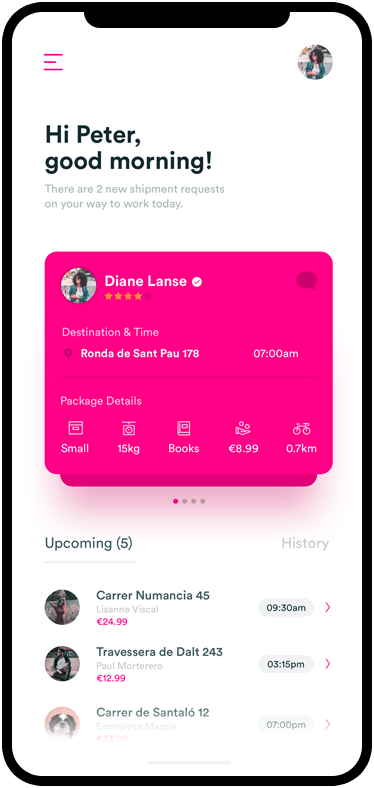 Hi Peter,
good morning!
There are 2 new shipment requests
on your way to work today.
Diane Lanse
Destination & Time
Ronda de Sant Pau 178 07:00am
Package Details
Small 15kg Books €8.99 0.7km
Upcoming (5) History
Carrer Numancia 45
Lisanne Viscal
€24.99
09:30am
Travessera de Dalt 243
Paul Morterero
€12.99
03:15pm
Carrer de Santaló 12
Emmalynn Mazzia
€33.20
07:00pm